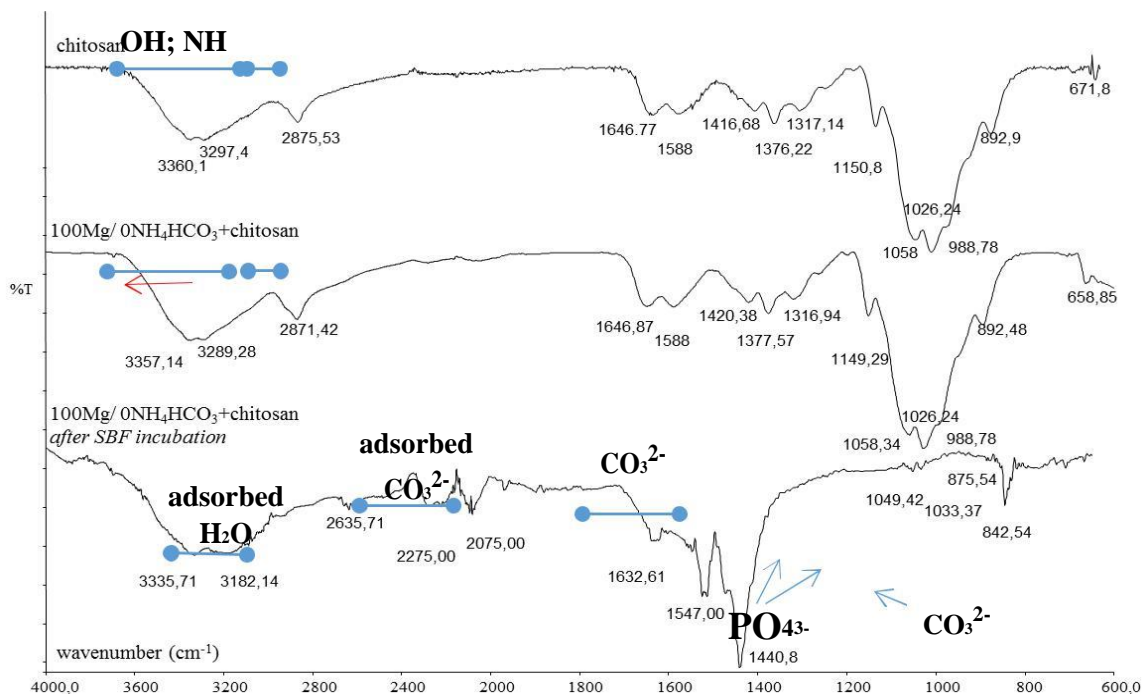 chitosan OH; NH
3360,1 3297,4 2875,53 1646.77 1588 1416,68 1376,22 1317,14 1150,8 1058 1026,24 988,78 892,9 671,8
100Mg/ 0NH₄HCO₃+chitosan
%T
3357,14 3289,28 2871,42 1646,87 1588 1420,38 1377,57 1316,94 1149,29 1058,34 1026,24 988,78 892,48 658,85
100Mg/ 0NH₄HCO₃+chitosan
after SBF incubation
adsorbed
CO₃²⁻
CO₃²⁻
adsorbed
H₂O
3335,71 3182,14 2635,71 2275,00 2075,00 1632,61 1547,00 1440,8 1049,42 1033,37 875,54 842,54
PO₄³⁻ CO₃²⁻
wavenumber (cm⁻¹)
4000,0 3600 3200 2800 2400 2000 1800 1600 1400 1200 1000 800 600.0